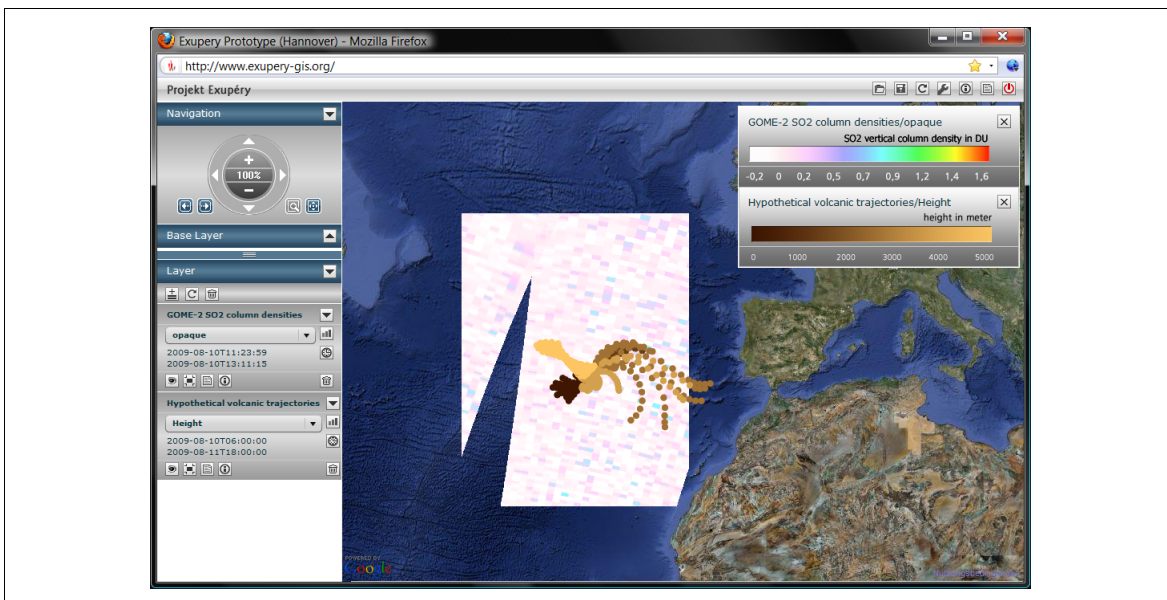 Exupery Prototype (Hannover) - Mozilla Firefox
http://www.exupery-gis.org/
Projekt Exupéry
Navigation
100%
Base Layer
Layer
GOME-2 SO2 column densities
opaque
2009-08-10T11:23:59
2009-08-10T13:11:15
Hypothetical volcanic trajectories
Height
2009-08-10T06:00:00
2009-08-11T18:00:00
GOME-2 SO2 column densities/opaque
SO2 vertical column density in DU
-0,2 0 0,2 0,5 0,7 0,9 1,2 1,4 1,6
Hypothetical volcanic trajectories/Height
height in meter
0 1000 2000 3000 4000 5000
POWERED BY
Google